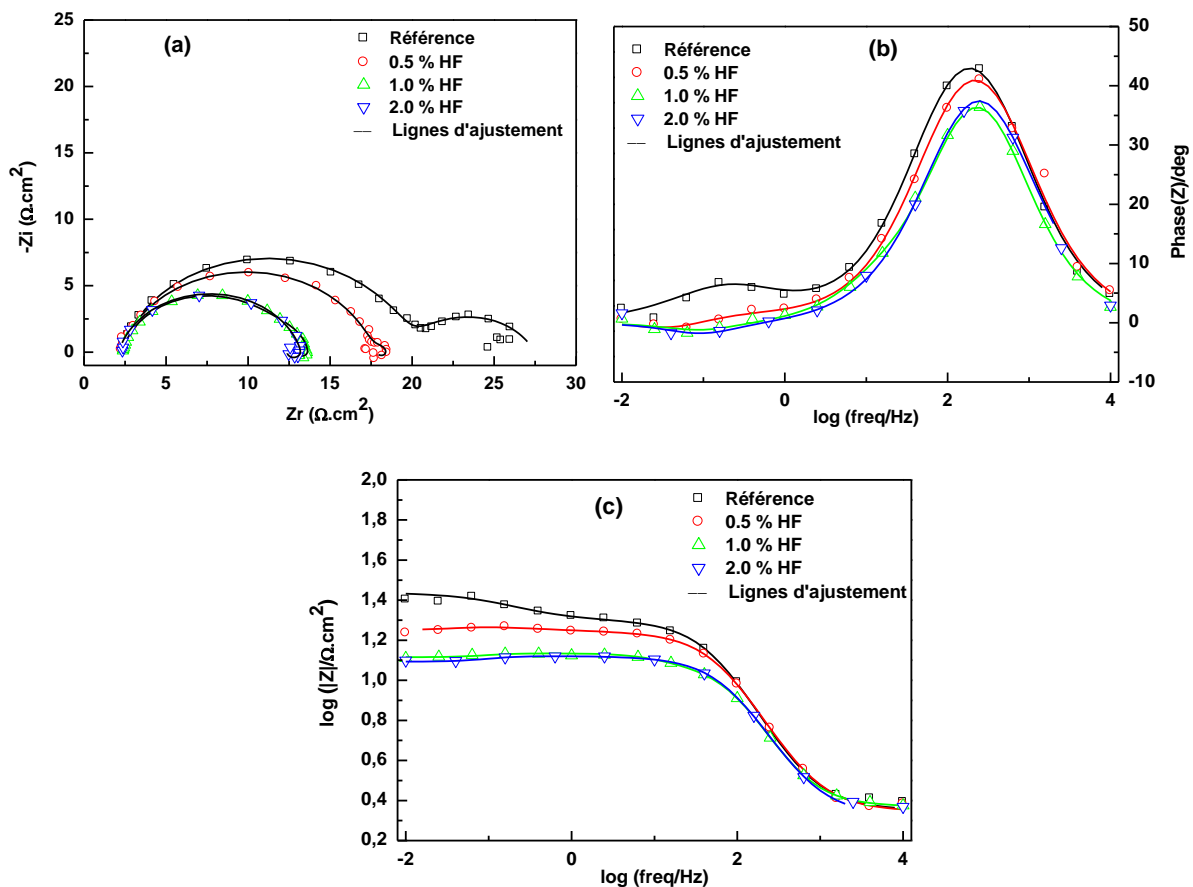 (a)
Référence
0.5 % HF
1.0 % HF
2.0 % HF
Lignes d'ajustement
25
20
15
10
5
0
-Zi (Ω.cm²)
0 5 10 15 20 25 30
Zr (Ω.cm²)
(b)
Référence
0.5 % HF
1.0 % HF
2.0 % HF
Lignes d'ajustement
50
40
30
20
10
0
-10
Phase(Z)/deg
-2 0 2 4
log (freq/Hz)
(c)
Référence
0.5 % HF
1.0 % HF
2.0 % HF
Lignes d'ajustement
2,0
1,8
1,6
1,4
1,2
1,0
0,8
0,6
0,4
0,2
log (|Z|/Ω.cm²)
-2 0 2 4
log (freq/Hz)